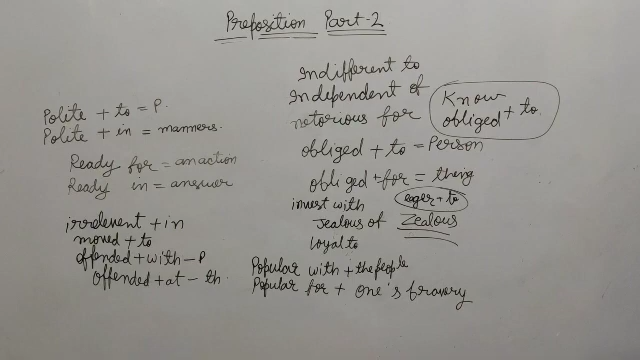 Preposition Part-2
Polite + to = P.
Polite + in = manners.
Ready for = an action
Ready in = answer
irrelevent + in
moved + to
offended + with - P
offended + at - th.
Indifferent to
Independent of
notorious for
Know
obliged + to
obliged + to = Person
obliged + for = thing
invest with
eager + to
Jealous of Zealous
loyal to
Popular with + the people
Popular for + one's bravery